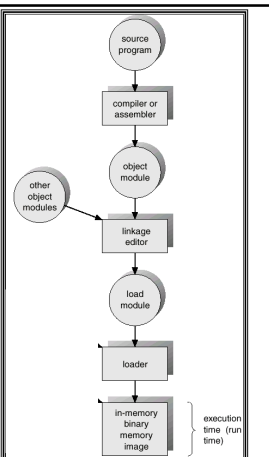 source
program
compiler or
assembler
object
module
other
object
modules
linkage
editor
load
module
loader
in-memory
binary
memory
image
execution
time (run
time)